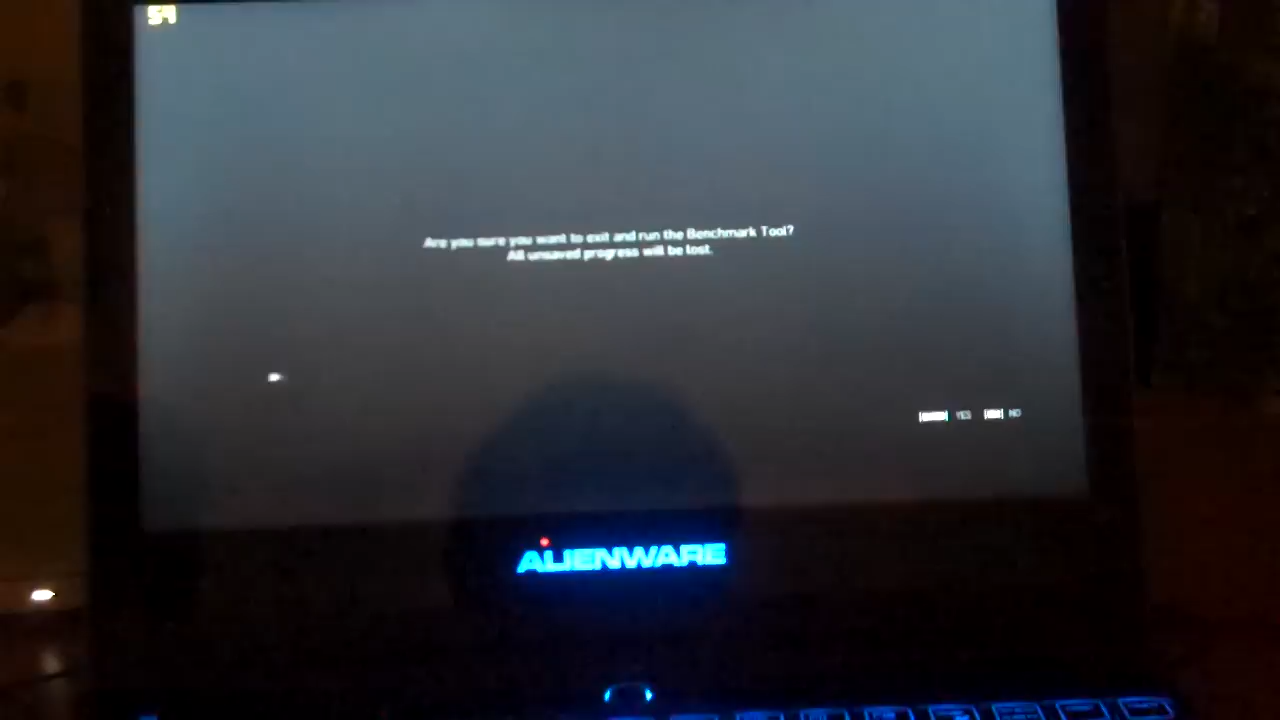 54
Are you sure you want to exit and run the Benchmark Tool?
All unsaved progress will be lost.
YES NO
ALIENWARE